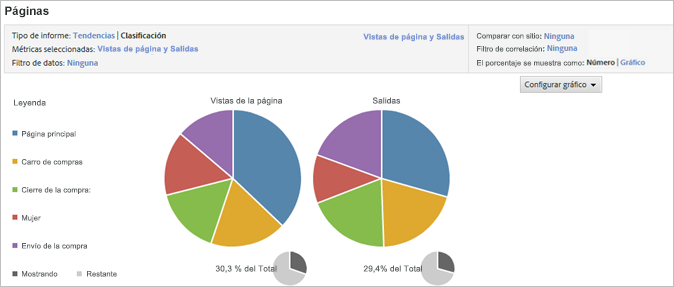 Páginas
Tipo de informe: Tendencias | Clasificación
Métricas seleccionadas: Vistas de página y Salidas
Filtro de datos: Ninguna
Vistas de página y Salidas
Comparar con sitio: Ninguna
Filtro de correlación: Ninguna
El porcentaje se muestra como: Número | Gráfico
Configurar gráfico
Leyenda
Página principal
Carro de compras
Cierre de la compra:
Mujer
Envío de la compra
Mostrando Restante
Vistas de la página
30,3 % del Total
Salidas
29,4% del Total